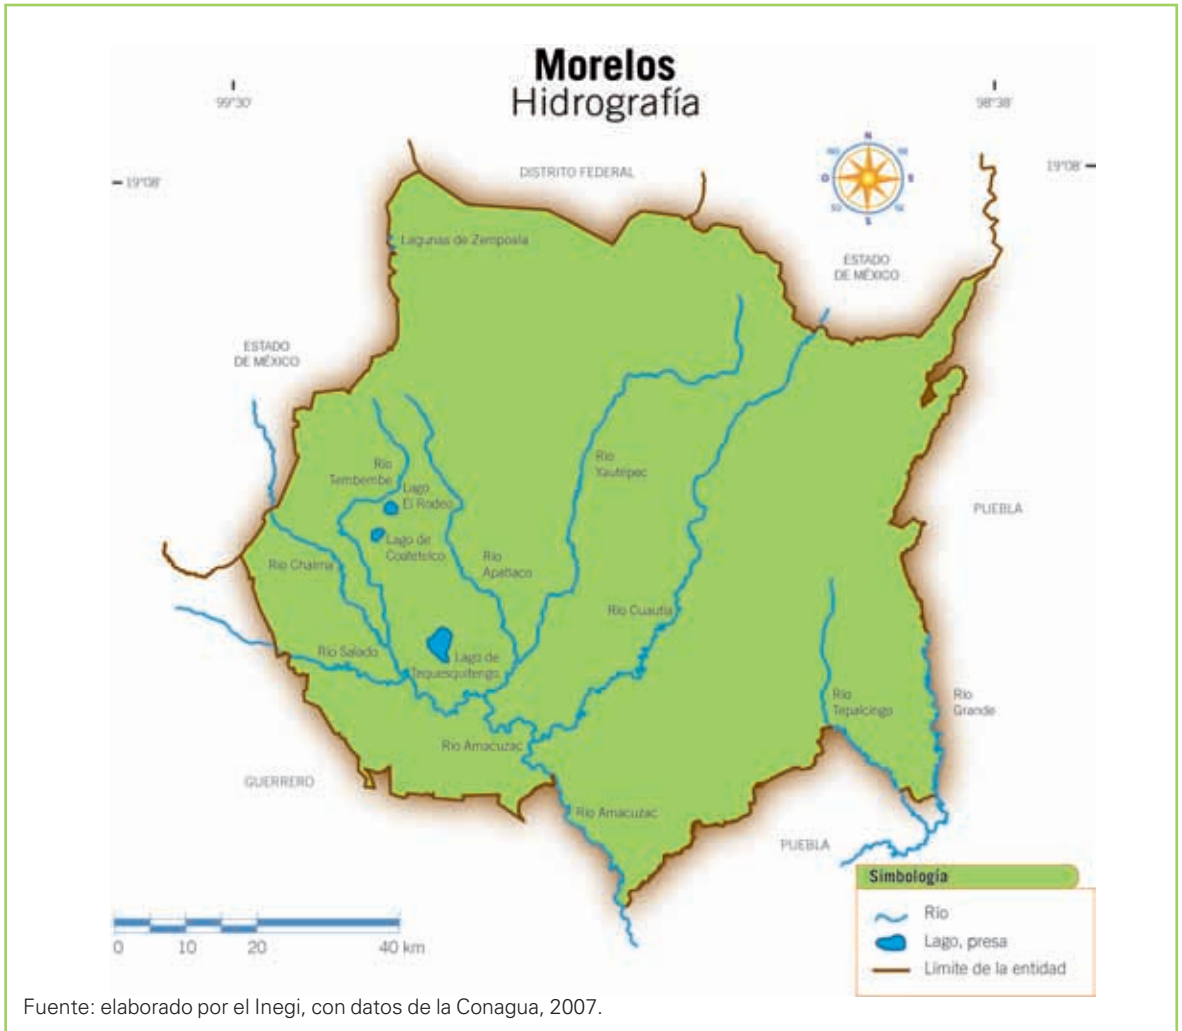 Morelos
Hidrografía
99°30'
98°38'
19°08'
19°08'
DISTRITO FEDERAL
N
NO
NE
O
E
SO
SE
S
Lagunas de Zempoala
ESTADO
DE MÉXICO
ESTADO
DE MÉXICO
Río
Tembembe
Lago
El Rodeo
Río
Yautepec
PUEBLA
Lago de
Coatetelco
Río Chalma
Río
Apatlaco
Río Cuautla
Río Salado
Lago de
Tequesquitengo
Río
Tepalcingo
Río
Grande
Río Amacuzac
GUERRERO
Río Amacuzac
PUEBLA
Simbología
Río
Lago, presa
Límite de la entidad
0 10 20 40 km
Fuente: elaborado por el Inegi, con datos de la Conagua, 2007.